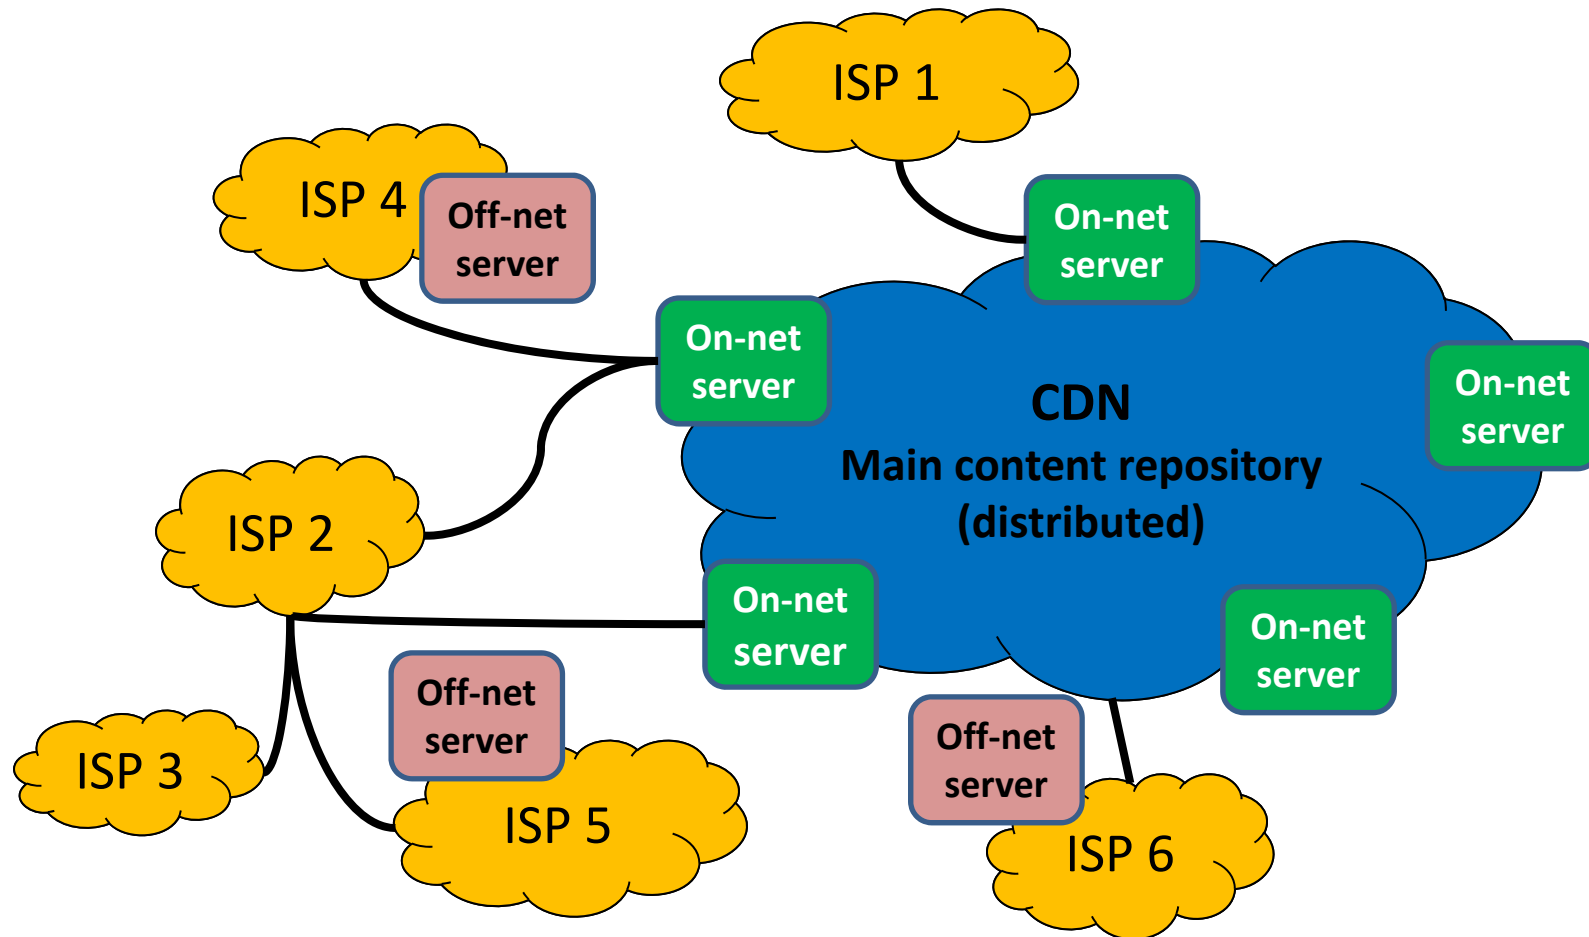 ISP 1
ISP 4
Off-net
server
On-net
server
On-net
server
On-net
server
CDN
Main content repository
(distributed)
ISP 2
On-net
server
On-net
server
Off-net
server
Off-net
server
ISP 3
ISP 5
ISP 6